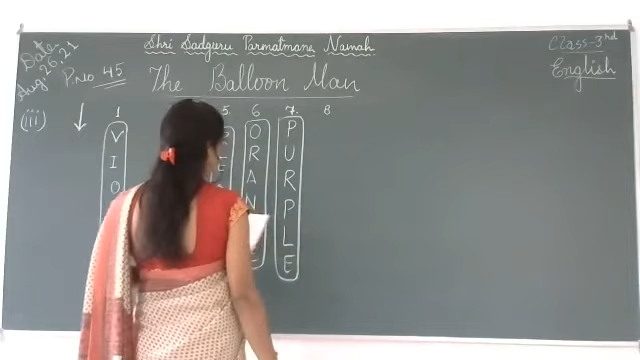 Shri Sadguru Parmatmane Namah
Class-3rd
Date
Aug 26.21
P.No 45
The Balloon Man
English
(iii)
1
5.
6
7.
8
VIO
ORAN
PURPLE